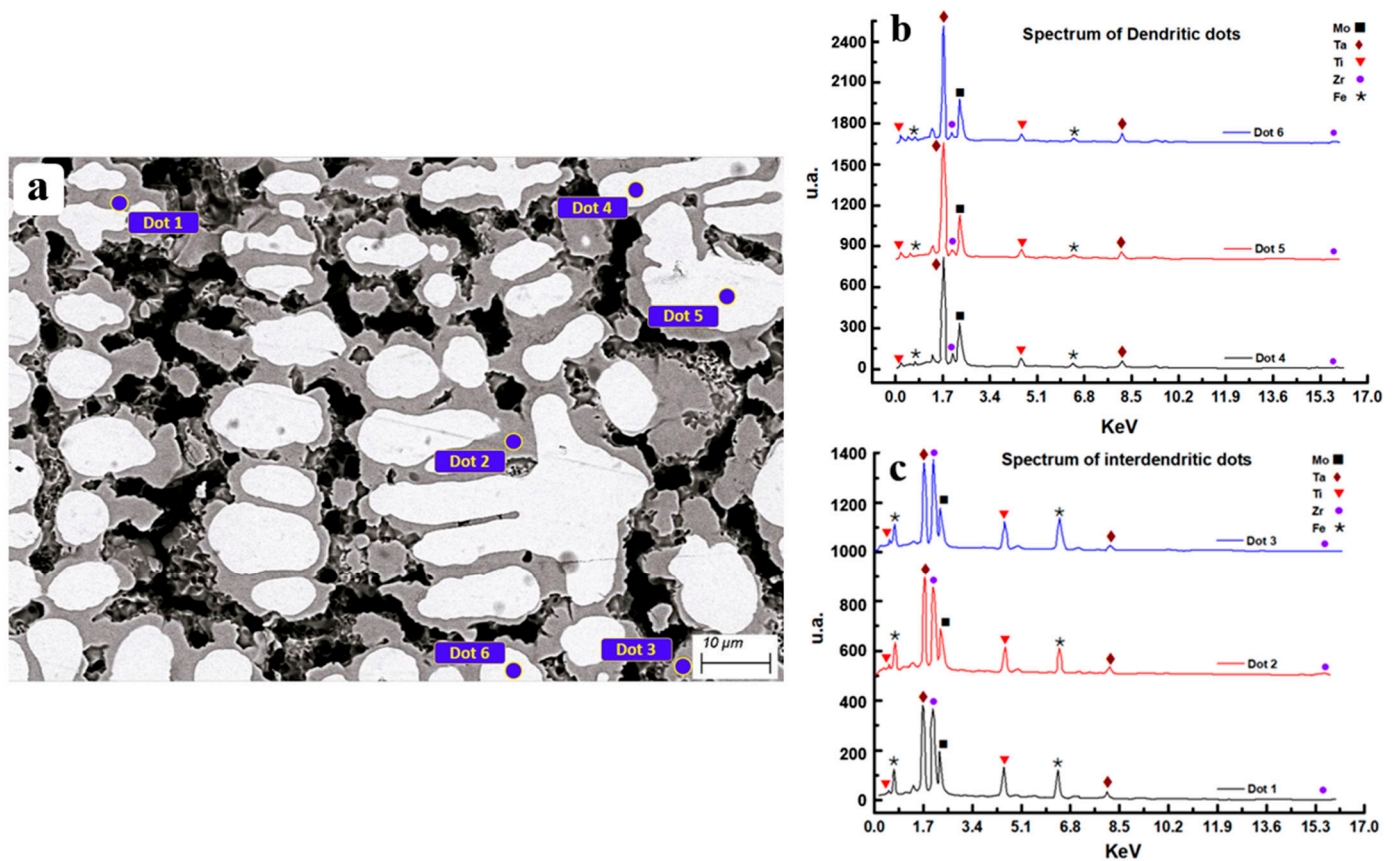 a
Dot 1
Dot 4
Dot 5
Dot 2
Dot 6
Dot 3
10 µm
b
Spectrum of Dendritic dots
Mo
Ta
Ti
Zr
Fe
2400
2100
1800
1500
1200
900
600
300
0
u.a.
Dot 6
Dot 5
Dot 4
0.0 1.7 3.4 5.1 6.8 8.5 10.2 11.9 13.6 15.3 17.0
KeV
c
Spectrum of interdendritic dots
Mo
Ta
Ti
Zr
Fe
1400
1200
1000
800
600
400
200
0
u.a.
Dot 3
Dot 2
Dot 1
0.0 1.7 3.4 5.1 6.8 8.5 10.2 11.9 13.6 15.3 17.0
KeV